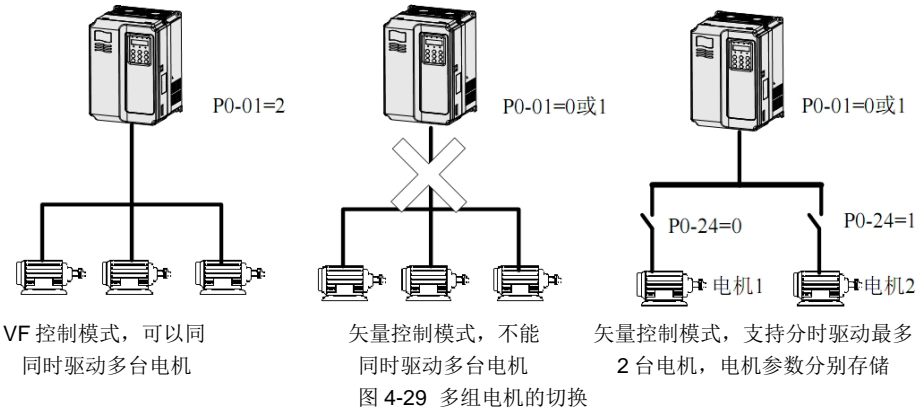 P0-01=2
P0-01=0或1
P0-01=0或1
P0-24=0
P0-24=1
电机1
电机2
VF 控制模式，可以同
同时驱动多台电机
矢量控制模式，不能
同时驱动多台电机
矢量控制模式，支持分时驱动最多
2 台电机，电机参数分别存储
图 4-29 多组电机的切换